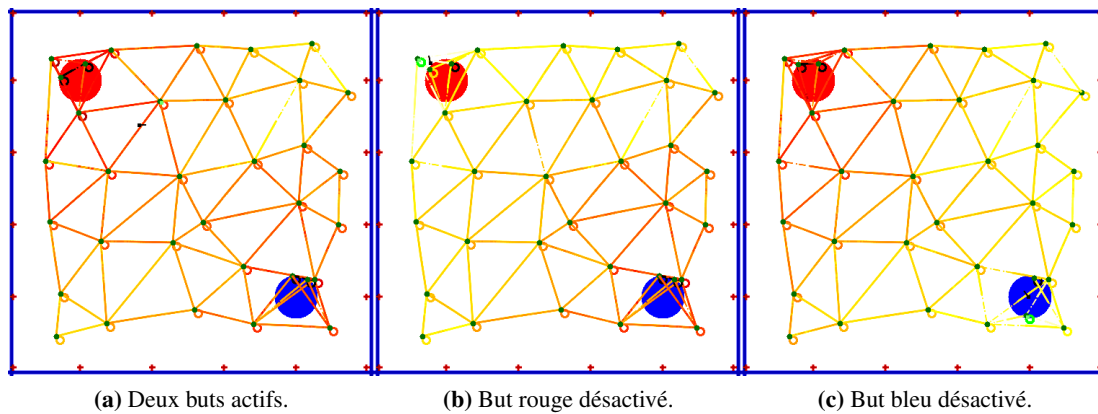 (a) Deux buts actifs.
(b) But rouge désactivé.
(c) But bleu désactivé.